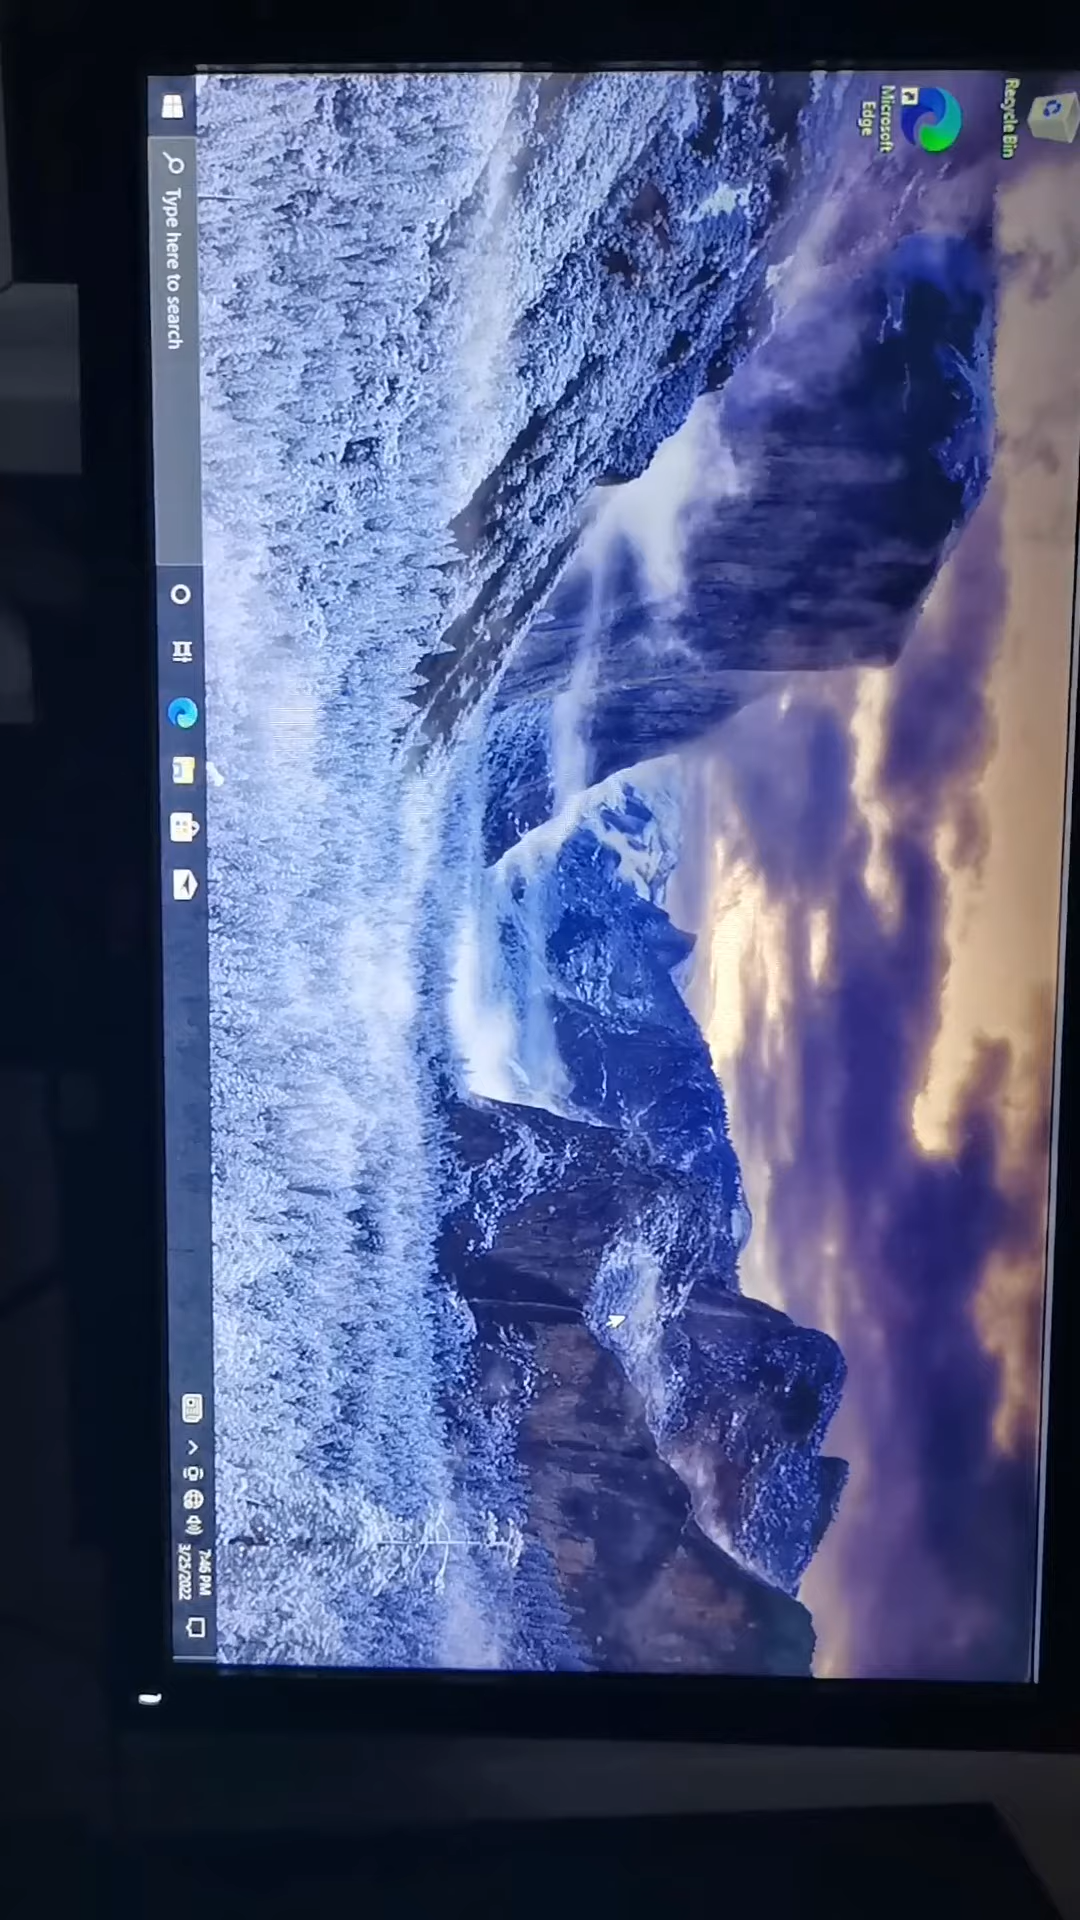 Recycle Bin
Microsoft
Edge
Type here to search
7:46 PM
3/25/2022